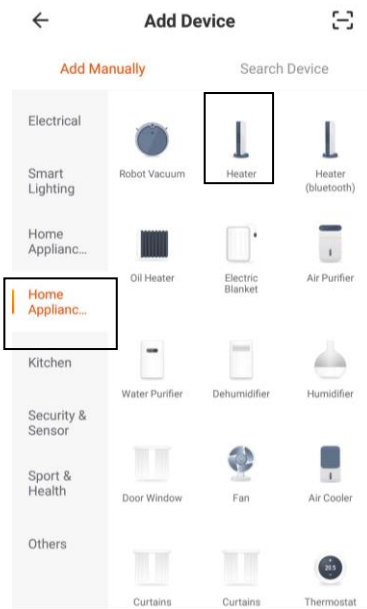 Add Device
Add Manually
Search Device
Electrical
Smart
Lighting
Home
Applianc...
Home
Applianc...
Kitchen
Security &
Sensor
Sport &
Health
Others
Robot Vacuum
Heater
Heater
(bluetooth)
Oil Heater
Electric
Blanket
Air Purifier
Water Purifier
Dehumidifier
Humidifier
Door Window
Fan
Air Cooler
Curtains
Curtains
20.5
Thermostat